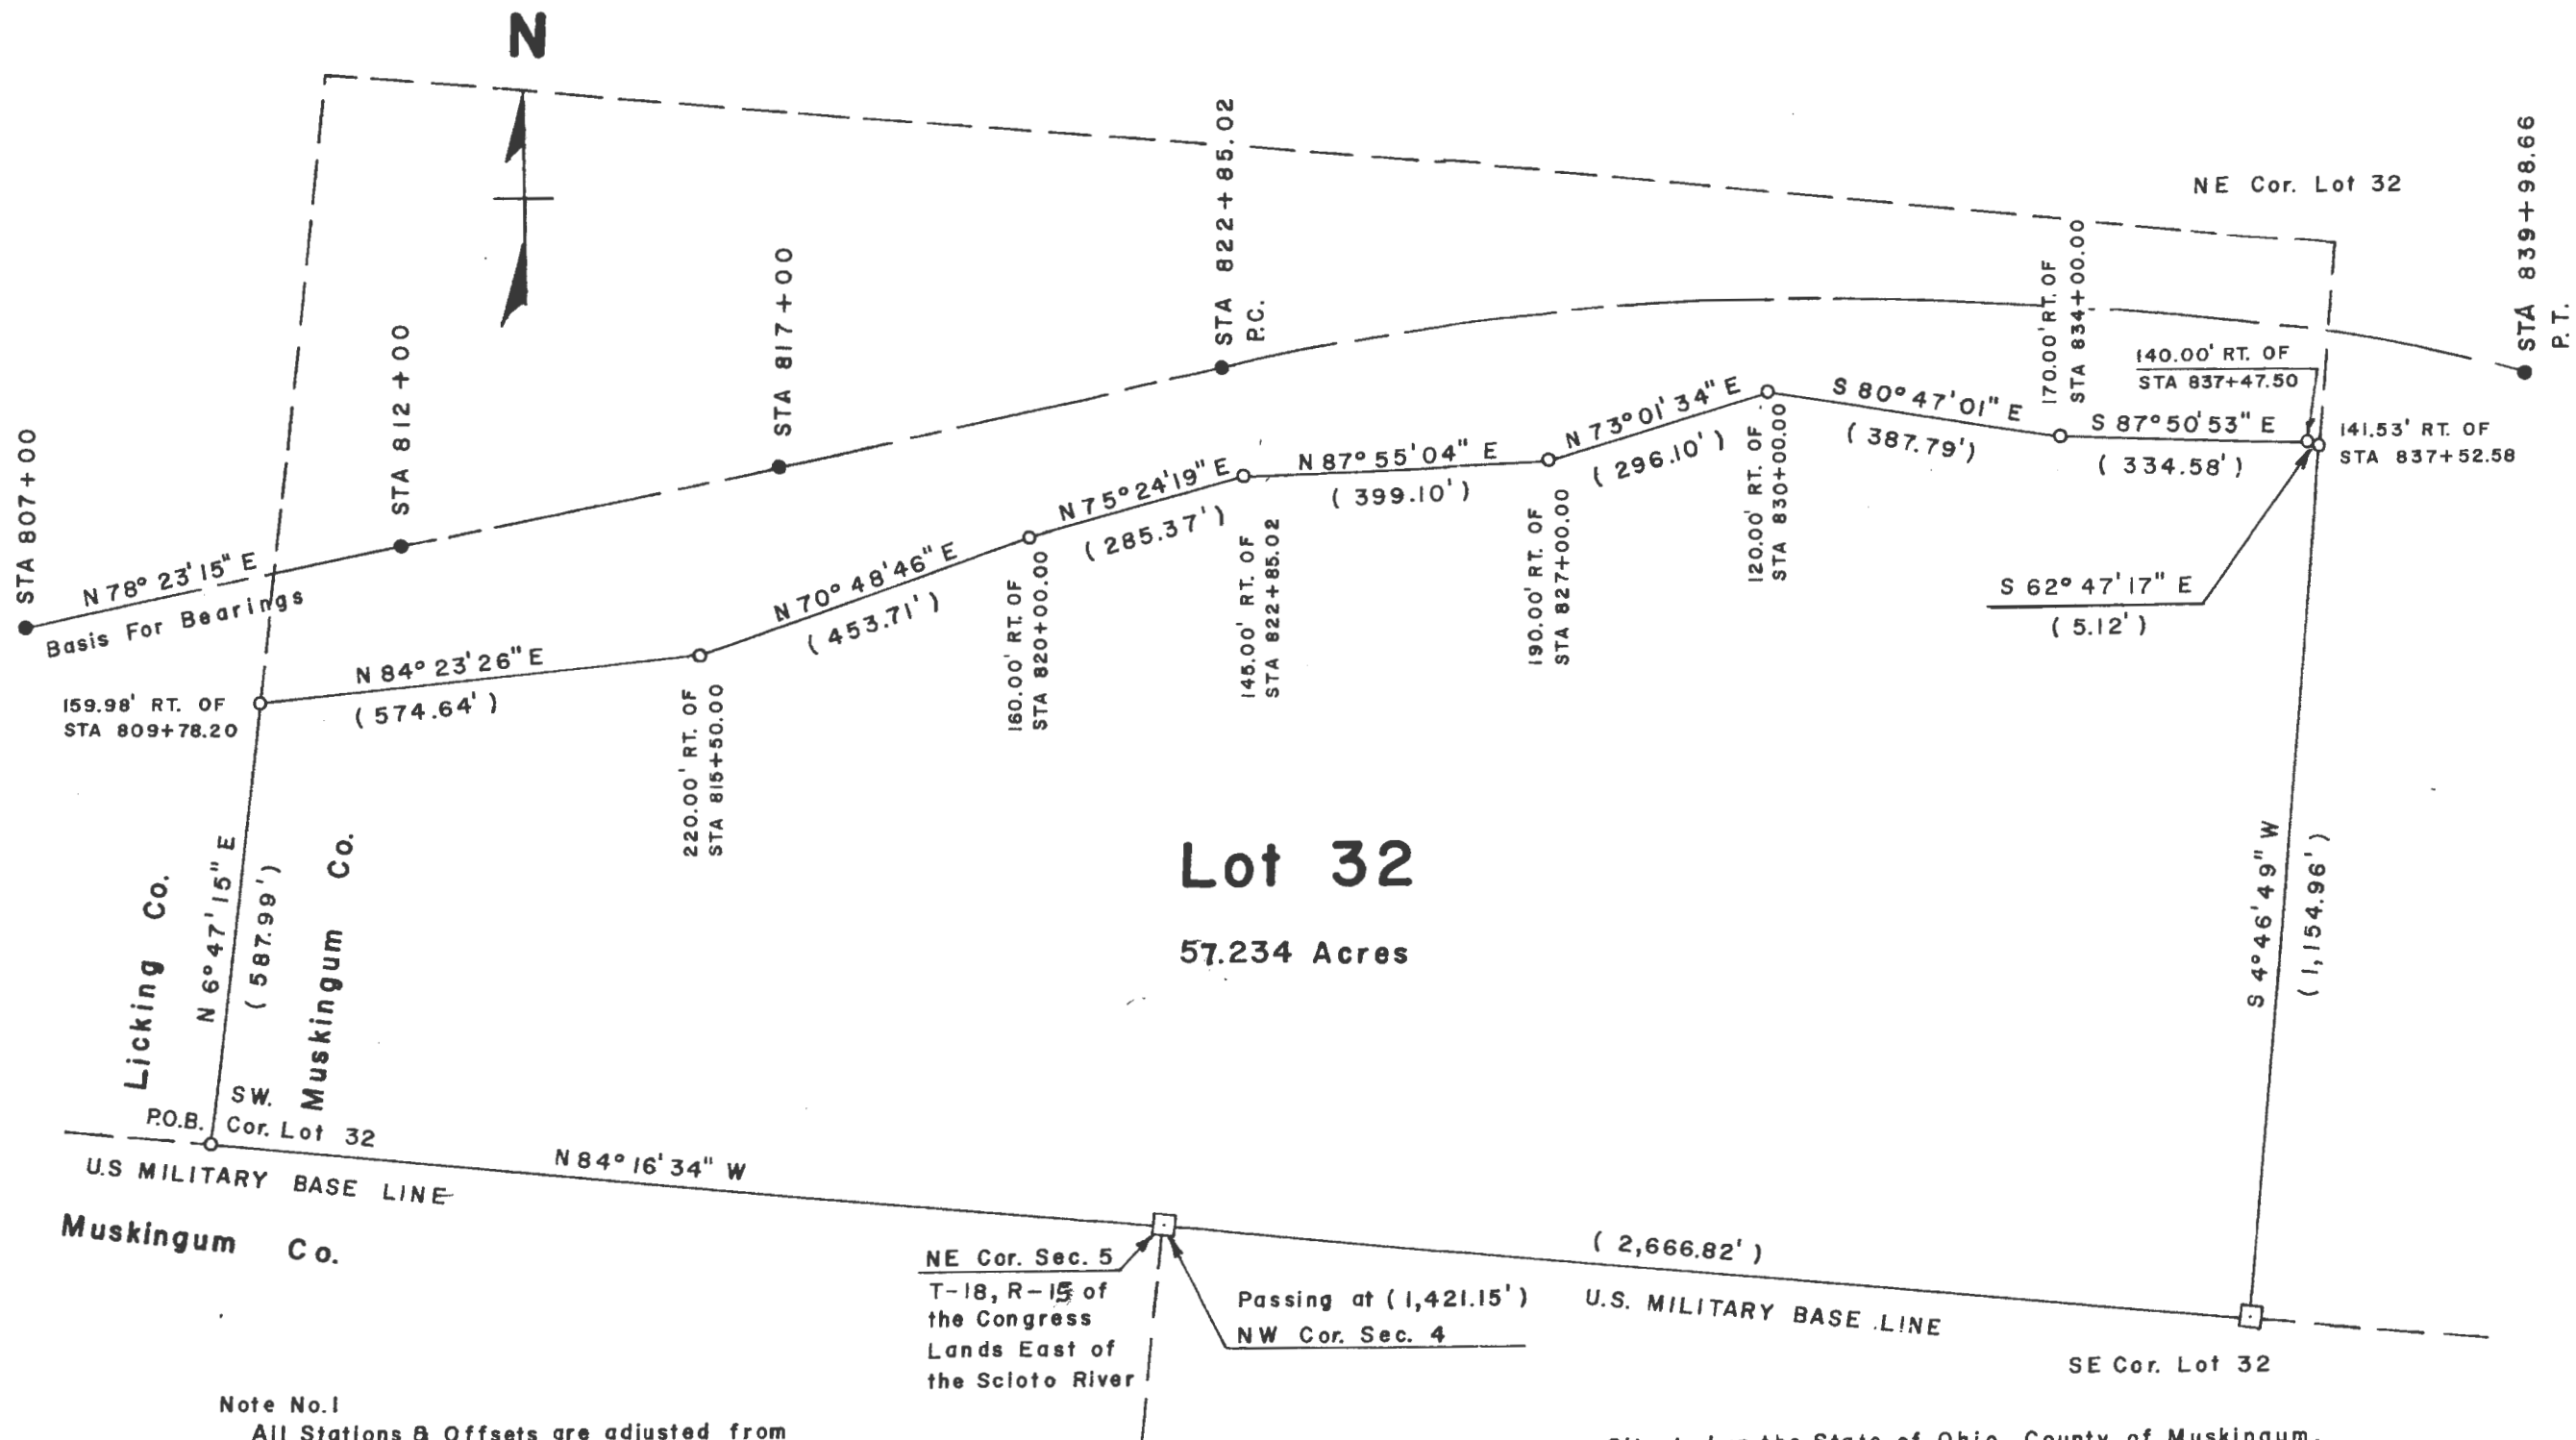 N
STA 822+85.02
P.C.
NE Cor. Lot 32
STA 839+98.66
P.T.
STA 807+00
STA 812+00
STA 817+00
170.00' RT. OF
STA 834+00.00
140.00' RT. OF
STA 837+47.50
141.53' RT. OF
STA 837+52.58
N 78° 23' 15" E
Basis For Bearings
N 84° 23' 26" E
( 574.64' )
N 70° 48' 46" E
( 453.71' )
N 75° 24' 19" E
( 285.37' )
N 87° 55' 04" E
( 399.10' )
N 73° 01' 34" E
( 296.10' )
S 80° 47' 01" E
( 387.79' )
S 87° 50' 53" E
( 334.58' )
S 62° 47' 17" E
( 5.12' )
159.98' RT. OF
STA 809+78.20
220.00' RT. OF
STA 815+50.00
160.00' RT. OF
STA 820+00.00
145.00' RT. OF
STA 822+85.02
190.00' RT. OF
STA 827+00.00
120.00' RT. OF
STA 830+00.00
Lot 32
57.234 Acres
Licking Co.
N 6° 47' 15" E
( 587.99' )
Muskingum Co.
S 4° 46' 49" W
( 1,154.96' )
P.O.B.
SW.
Cor. Lot 32
U.S MILITARY BASE LINE
Muskingum Co.
N 84° 16' 34" W
( 2,666.82' )
NE Cor. Sec. 5
T-18, R-15 of
the Congress
Lands East of
the Scioto River
Passing at ( 1,421.15' )
NW Cor. Sec. 4
U.S. MILITARY BASE LINE
SE Cor. Lot 32
Note No.1
All Stations & Offsets are adjusted from
the State of Ohio, County of Muskingum,